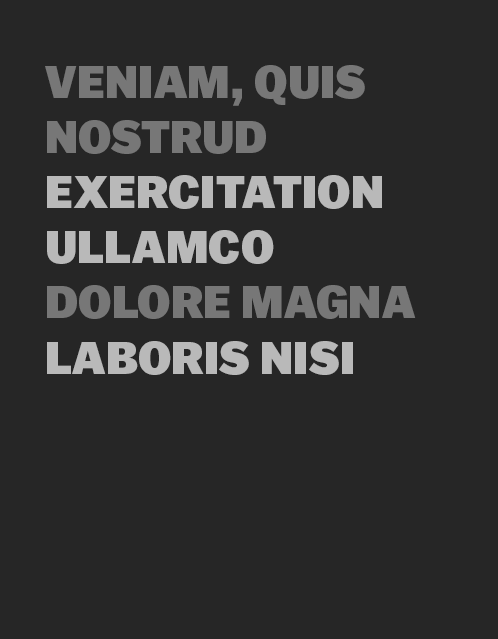 VENIAM, QUIS
NOSTRUD
EXERCITATION
ULLAMCO
DOLORE MAGNA
LABORIS NISI